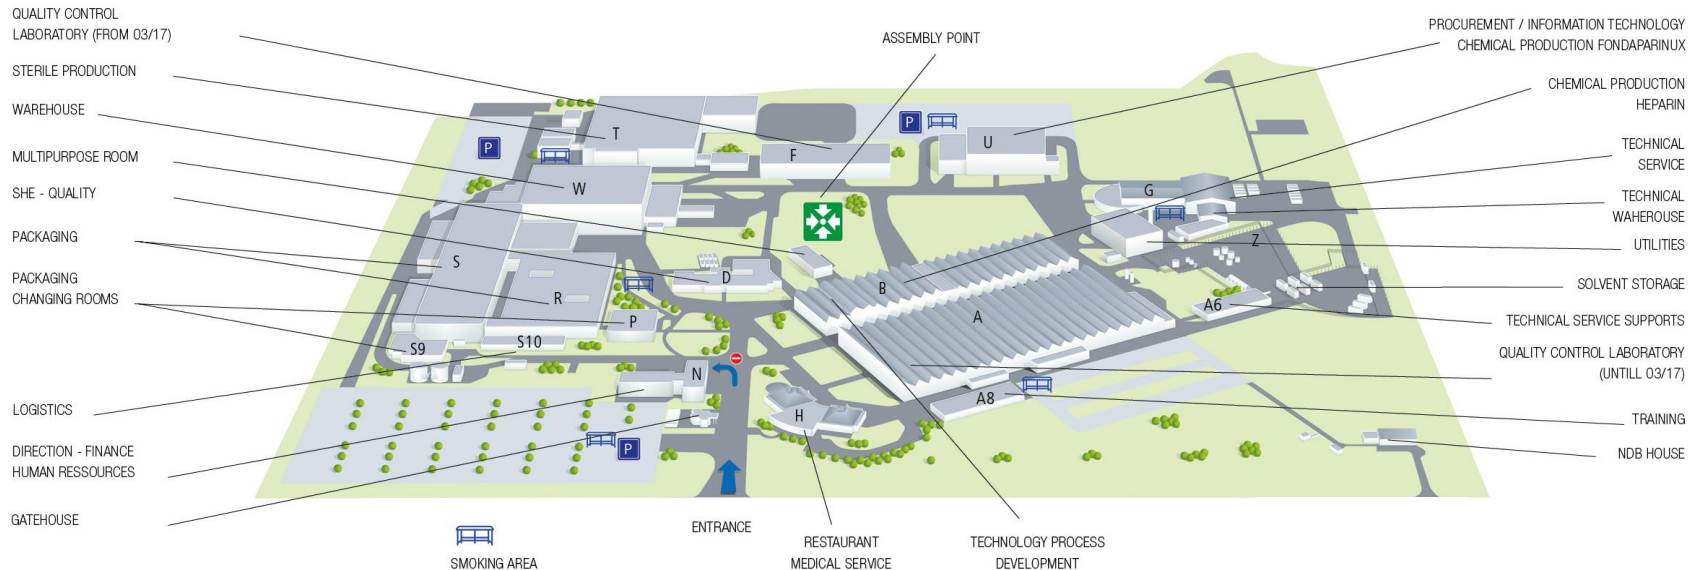 QUALITY CONTROL
LABORATORY (FROM 03/17)
STERILE PRODUCTION
WAREHOUSE
MULTIPURPOSE ROOM
SHE - QUALITY
PACKAGING
PACKAGING
CHANGING ROOMS
LOGISTICS
DIRECTION - FINANCE
HUMAN RESSOURCES
GATEHOUSE
SMOKING AREA
ENTRANCE
RESTAURANT
MEDICAL SERVICE
TECHNOLOGY PROCESS
DEVELOPMENT
ASSEMBLY POINT
PROCUREMENT / INFORMATION TECHNOLOGY
CHEMICAL PRODUCTION FONDAPARINUX
CHEMICAL PRODUCTION
HEPARIN
TECHNICAL
SERVICE
TECHNICAL
WAHEROUSE
UTILITIES
SOLVENT STORAGE
TECHNICAL SERVICE SUPPORTS
QUALITY CONTROL LABORATORY
(UNTILL 03/17)
TRAINING
NDB HOUSE
P
T
F
P
U
W
G
S
D
R
B
Z
P
A
A6
S9
S10
N
H
A8
P